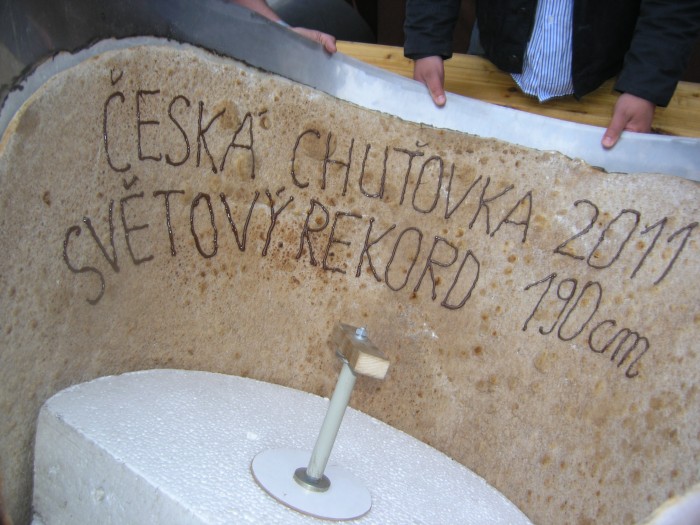 ČESKÁ CHUŤOVKA 2011
SVĚTOVÝ REKORD 190cm